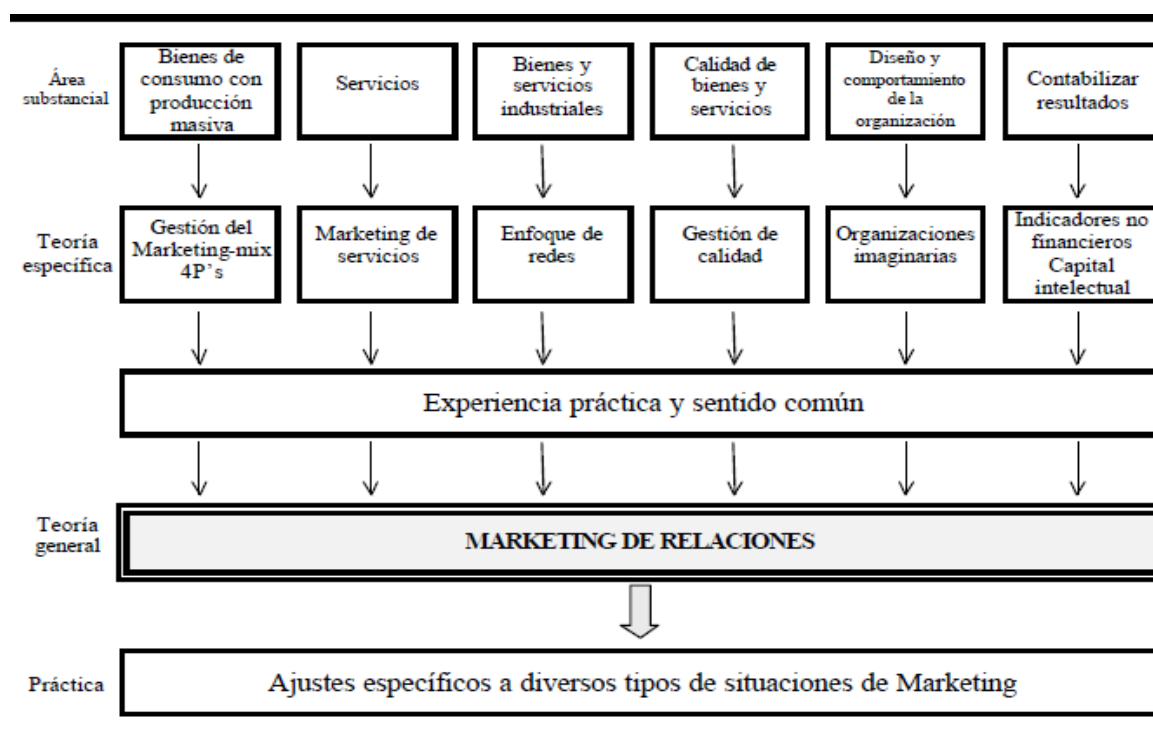 Área
substancial
Bienes de
consumo con
producción
masiva
Servicios
Bienes y
servicios
industriales
Calidad de
bienes y
servicios
Diseño y
comportamiento
de la
organización
Contabilizar
resultados
Teoría
específica
Gestión del
Marketing-mix
4P's
Marketing de
servicios
Enfoque de
redes
Gestión de
calidad
Organizaciones
imaginarias
Indicadores no
financieros
Capital
intelectual
Experiencia práctica y sentido común
Teoría
general
MARKETING DE RELACIONES
Práctica
Ajustes específicos a diversos tipos de situaciones de Marketing